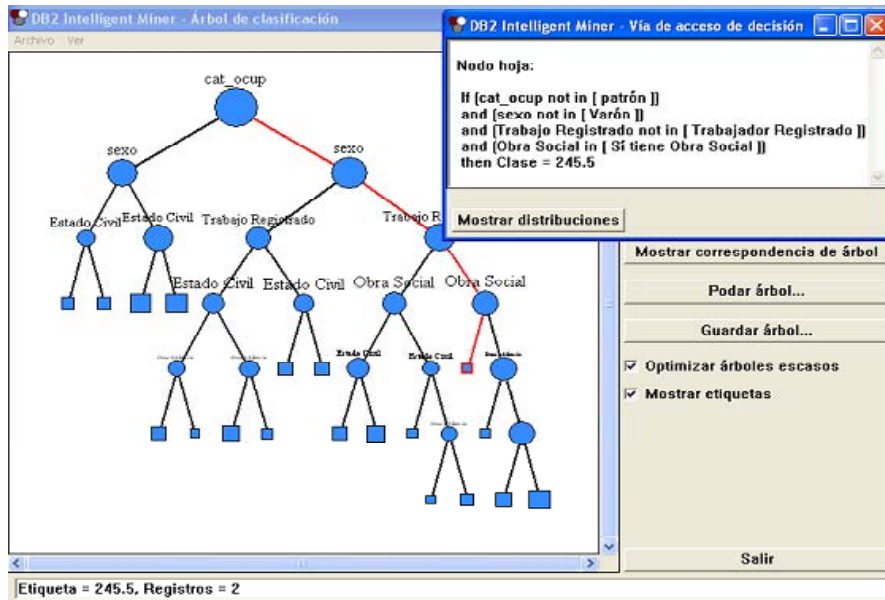 DB2 Intelligent Miner - Árbol de clasificación
Archivo Ver
DB2 Intelligent Miner - Vía de acceso de decisión
Nodo hoja:
If [cat_ocup not in [ patrón ]]
and [sexo not in [ Varón ]]
and [Trabajo Registrado not in [ Trabajador Registrado ]]
and [Obra Social in [ Sí tiene Obra Social ]]
then Clase = 245.5
Mostrar distribuciones
cat_ocup
sexo
sexo
Estado Civil
Estado Civil
Trabajo Registrado
Trabajo R
Estado Civil
Estado Civil
Obra Social
Obra Social
Estado Civil
Estado Civil
Mostrar correspondencia de árbol
Podar árbol...
Guardar árbol...
Optimizar árboles escasos
Mostrar etiquetas
Salir
Etiqueta = 245.5, Registros = 2